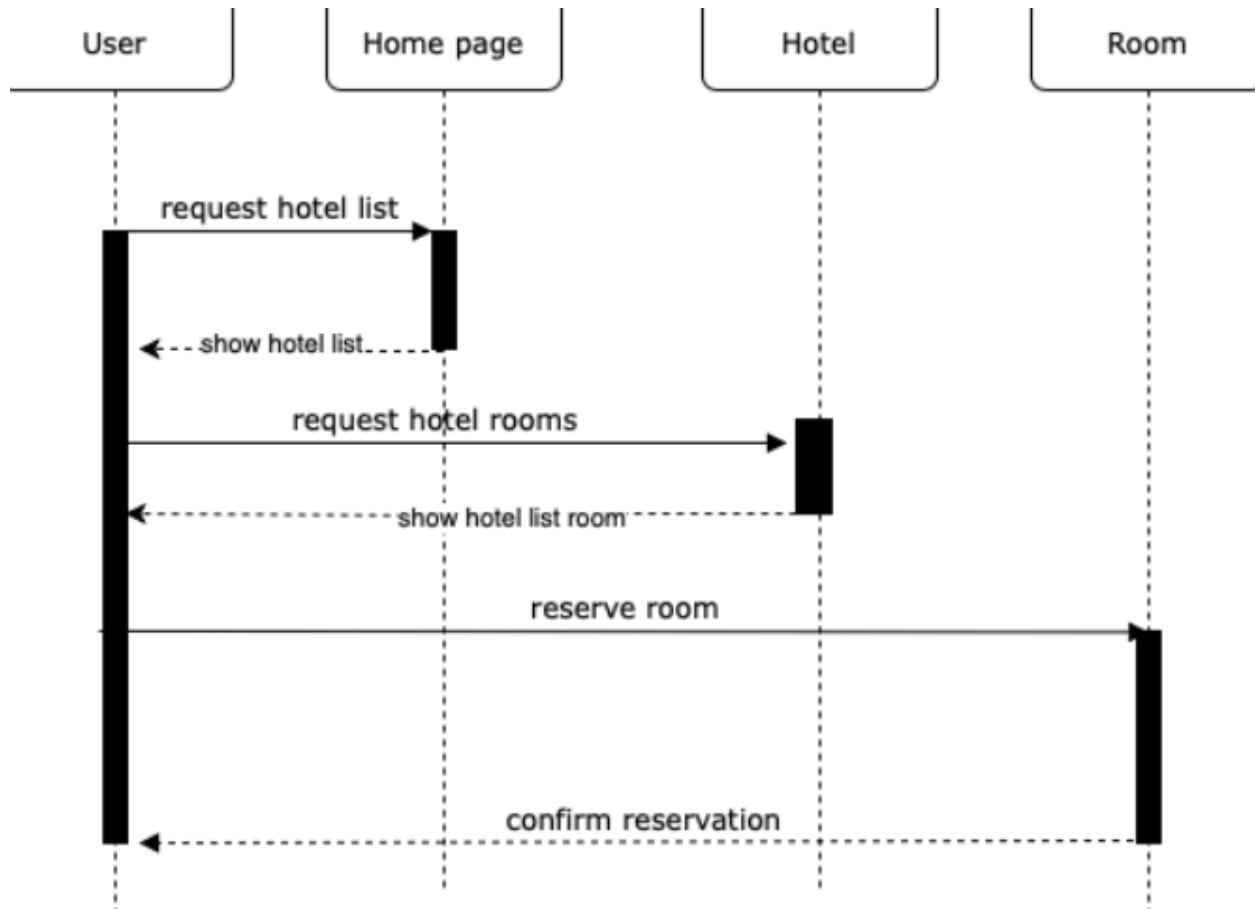 User
Home page
Hotel
Room
request hotel list
show hotel list
request hotel rooms
show hotel list room
reserve room
confirm reservation